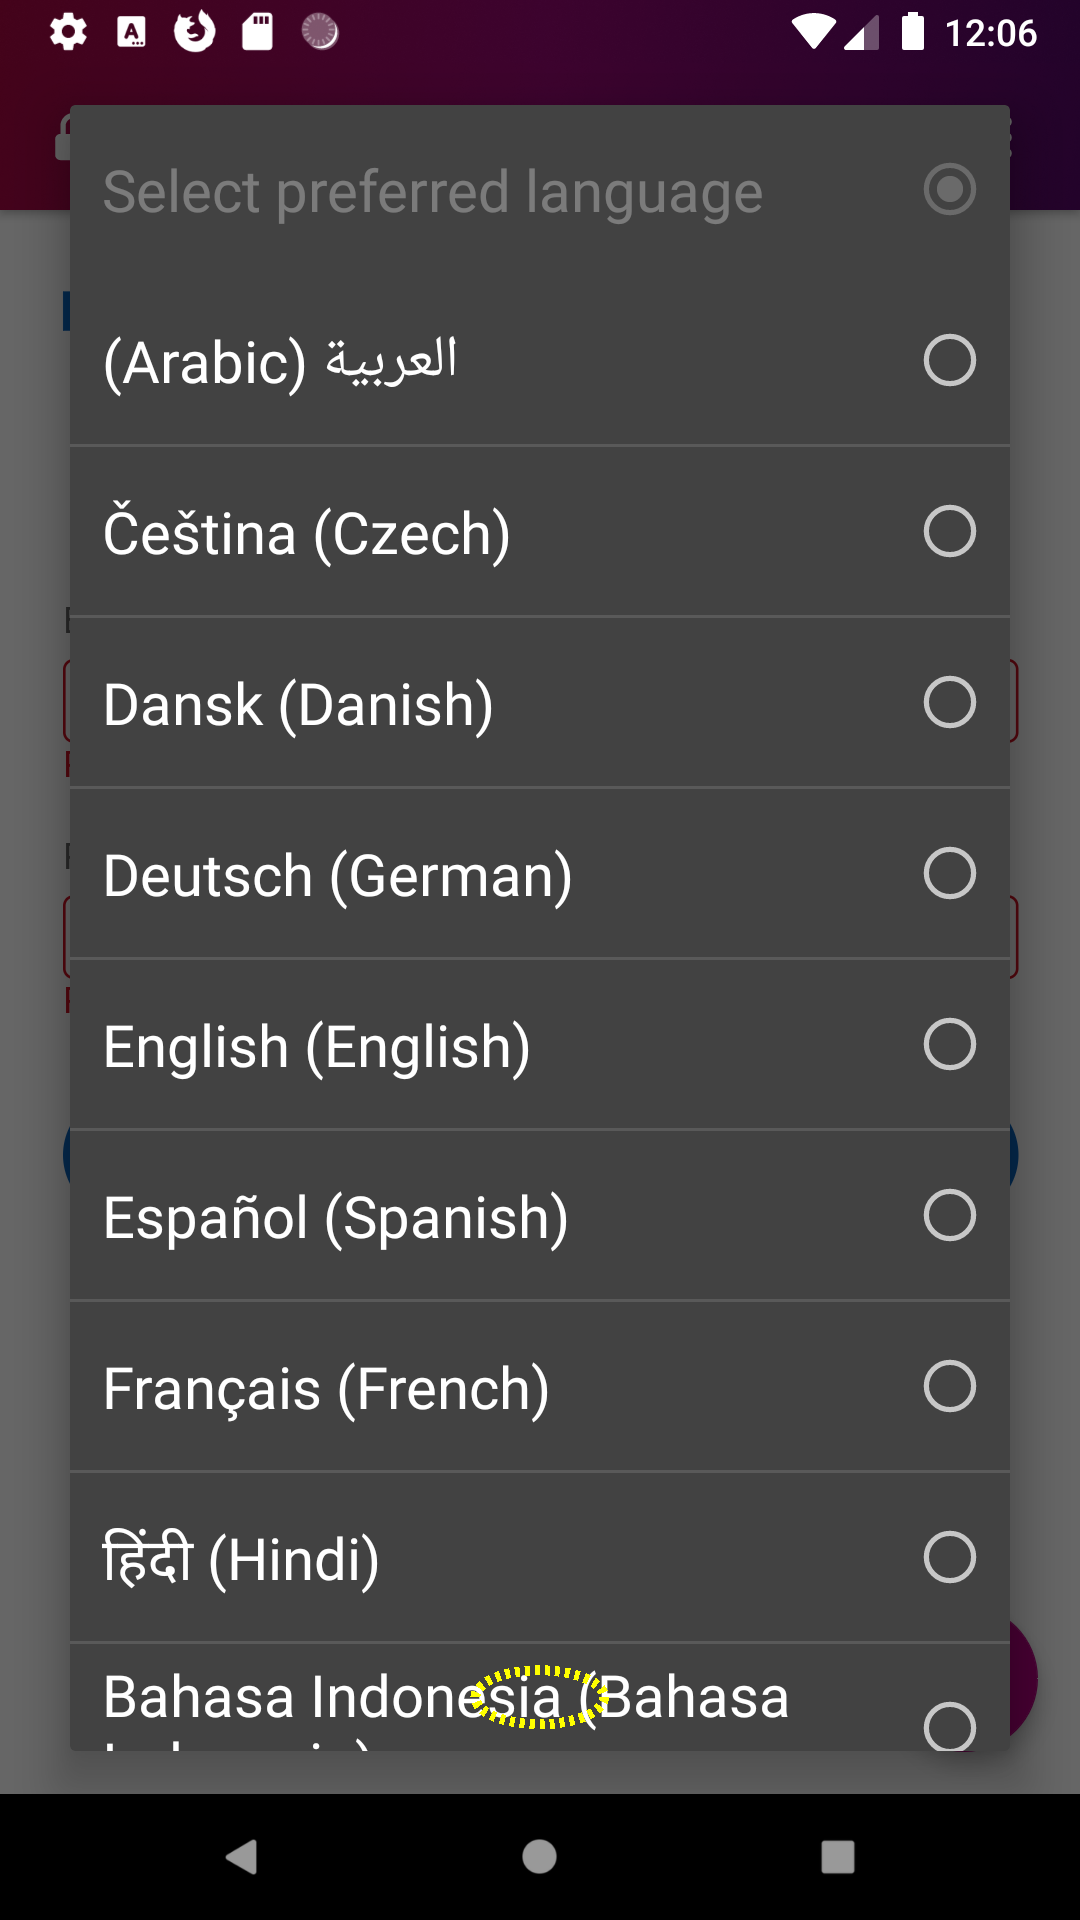 12:06
Select preferred language
(Arabic) العربية
Čeština (Czech)
Dansk (Danish)
Deutsch (German)
English (English)
Español (Spanish)
Français (French)
हिंदी (Hindi)
Bahasa Indonesia (Bahasa